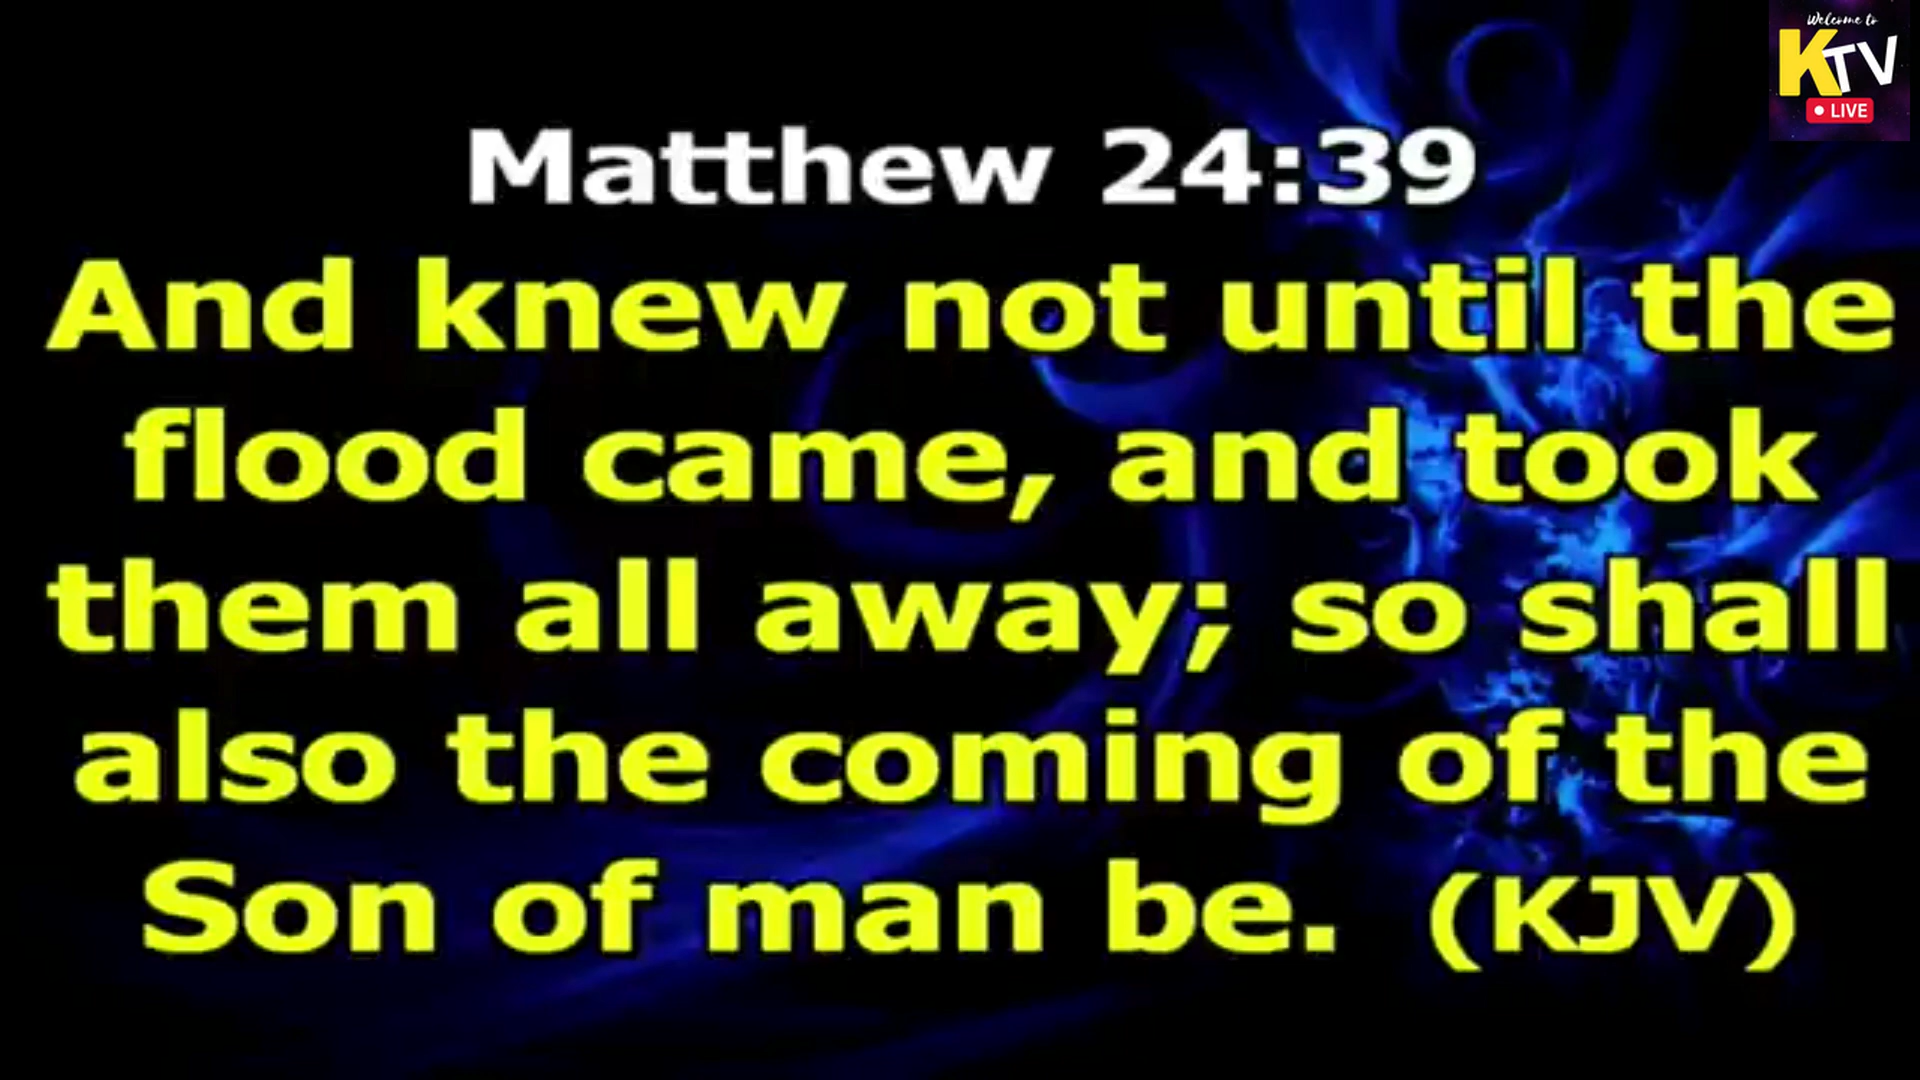 Welcome to
KTV
LIVE
Matthew 24:39
And knew not until the
flood came, and took
them all away; so shall
also the coming of the
Son of man be. (KJV)